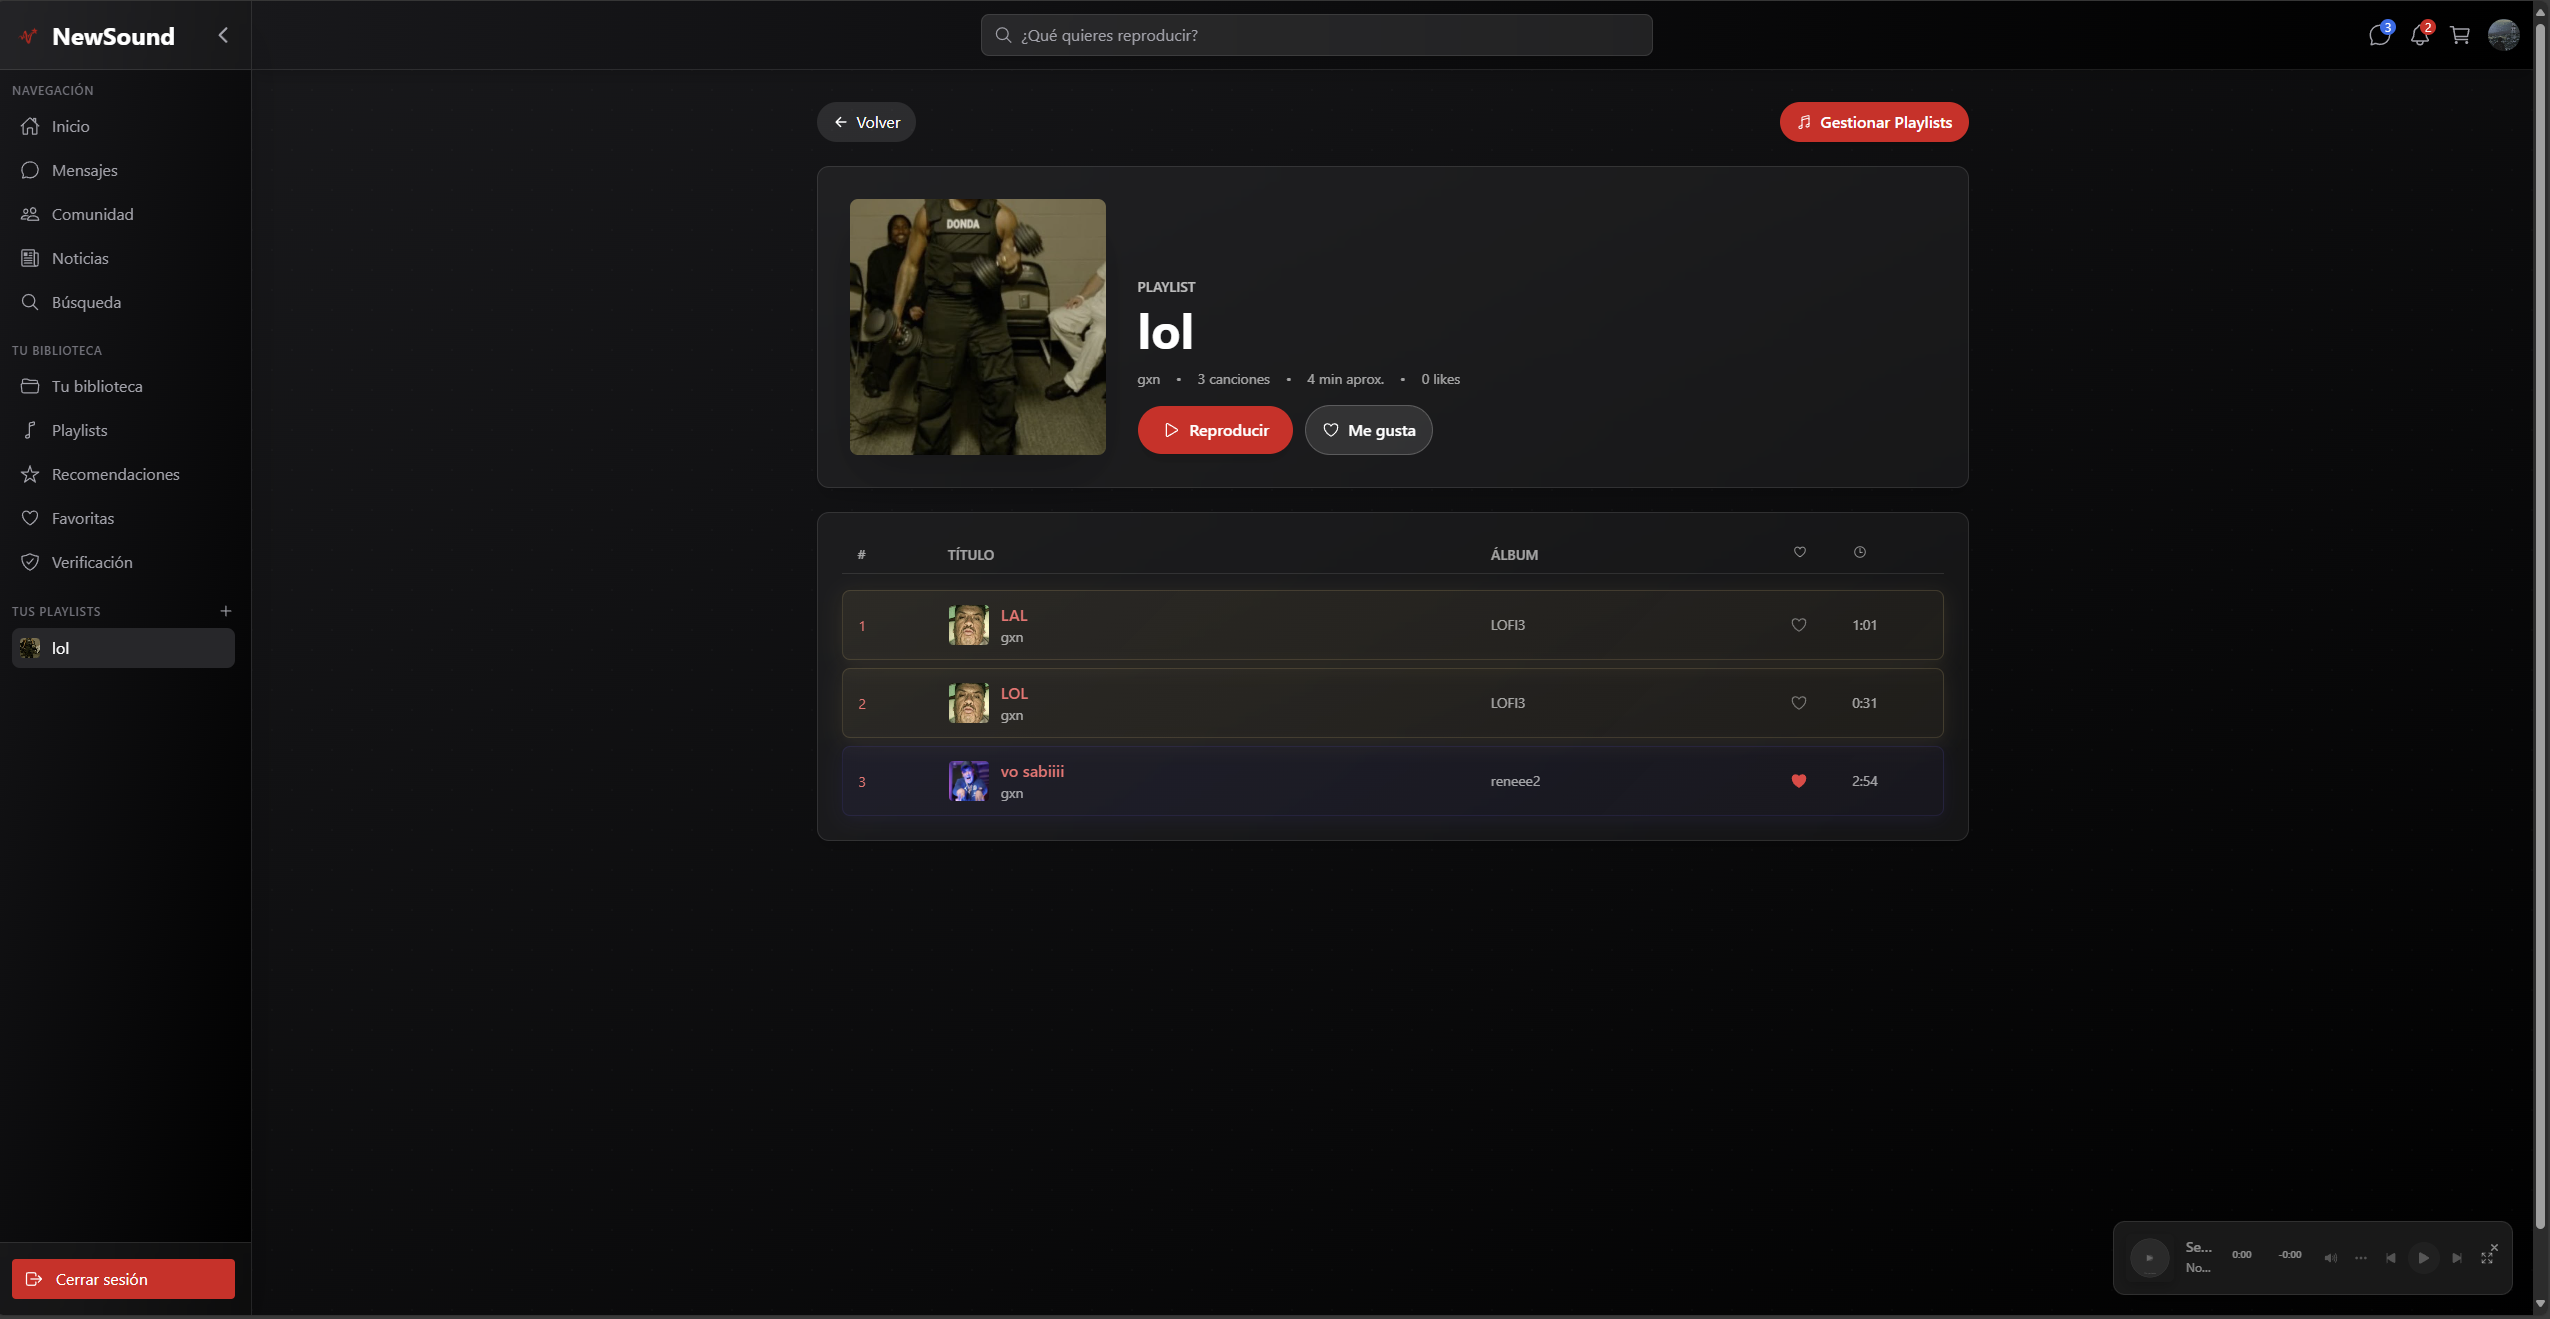 NewSound
¿Qué quieres reproducir?
3
2
NAVEGACIÓN
Inicio
Mensajes
Comunidad
Noticias
Búsqueda
TU BIBLIOTECA
Tu biblioteca
Playlists
Recomendaciones
Favoritas
Verificación
TUS PLAYLISTS +
lol
Cerrar sesión
Volver
Gestionar Playlists
DONDA
PLAYLIST
lol
gxn • 3 canciones • 4 min aprox. • 0 likes
Reproducir
Me gusta
# TÍTULO ÁLBUM
1 LAL LOFI3 1:01
gxn
2 LOL LOFI3 0:31
gxn
3 vo sabiiii reneee2 2:54
gxn
Se... 0:00 -0:00
No...